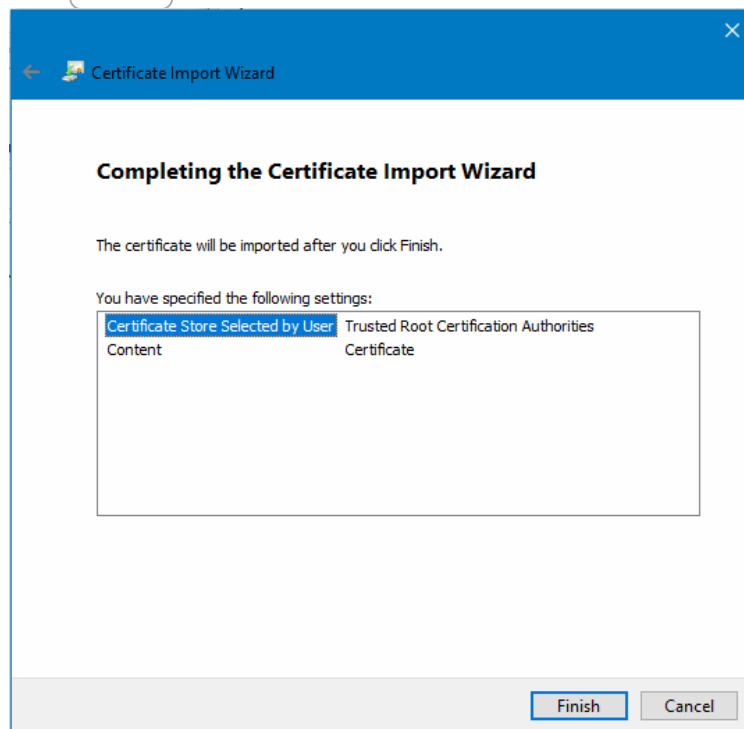 Certificate Import Wizard
Completing the Certificate Import Wizard
The certificate will be imported after you click Finish.
You have specified the following settings:
Certificate Store Selected by User Trusted Root Certification Authorities
Content Certificate
Finish Cancel